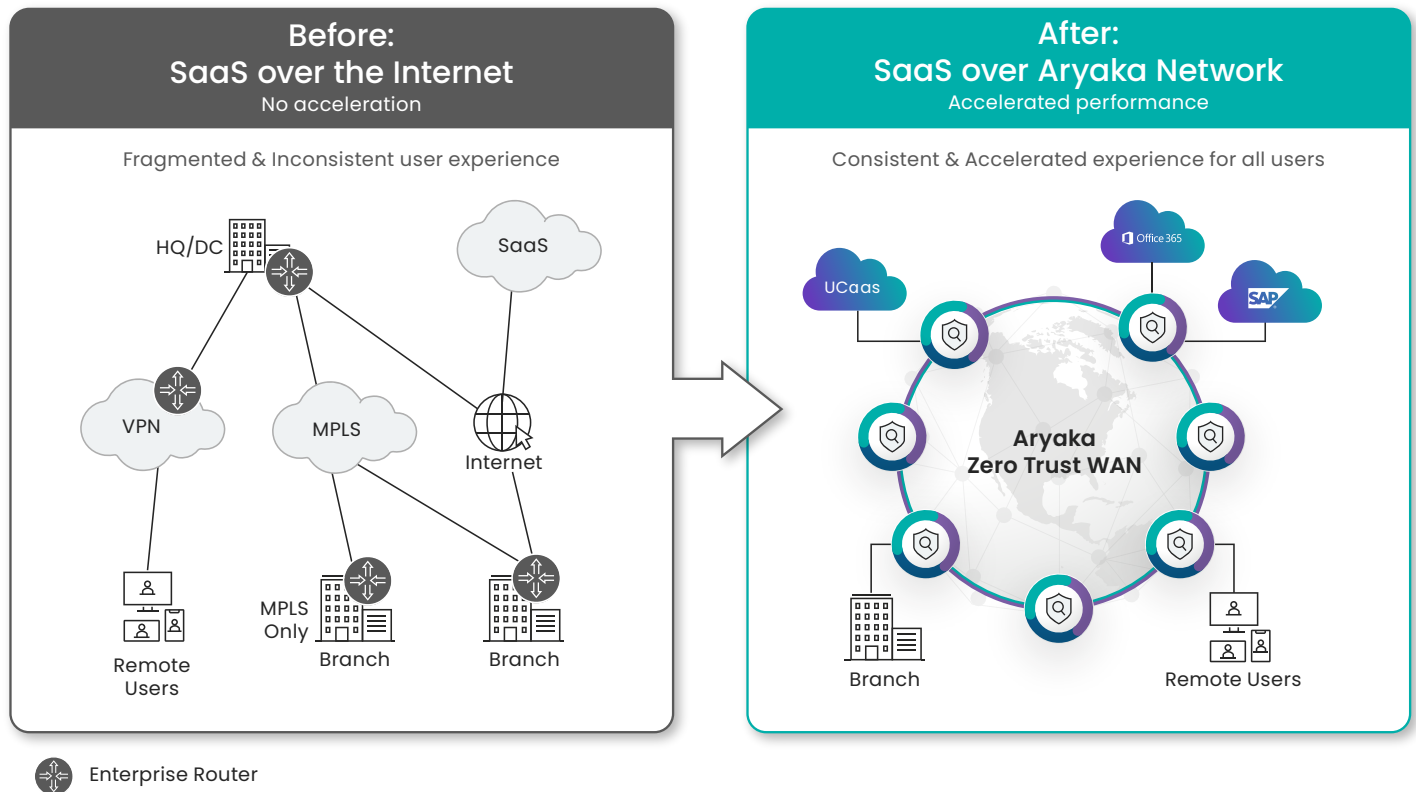 Before:
SaaS over the Internet
No acceleration
Fragmented & Inconsistent user experience
HQ/DC
SaaS
VPN
MPLS
Internet
MPLS
Only
Remote
Users
Branch
Branch
Enterprise Router
After:
SaaS over Aryaka Network
Accelerated performance
Consistent & Accelerated experience for all users
Office 365
UCaas
SAP
Aryaka
Zero Trust WAN
Branch
Remote Users